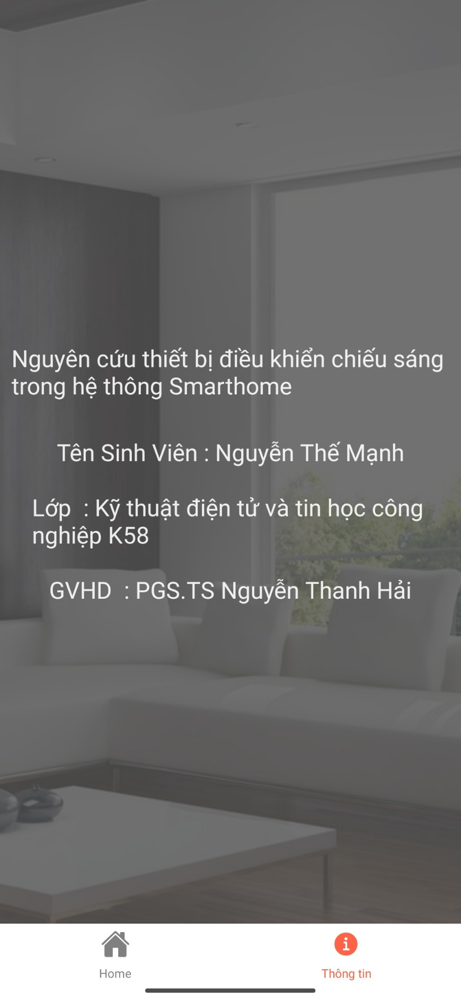 Nguyên cứu thiết bị điều khiển chiếu sáng
trong hệ thông Smarthome
Tên Sinh Viên : Nguyễn Thế Mạnh
Lớp  : Kỹ thuật điện tử và tin học công
nghiệp K58
GVHD  : PGS.TS Nguyễn Thanh Hải
Home
Thông tin